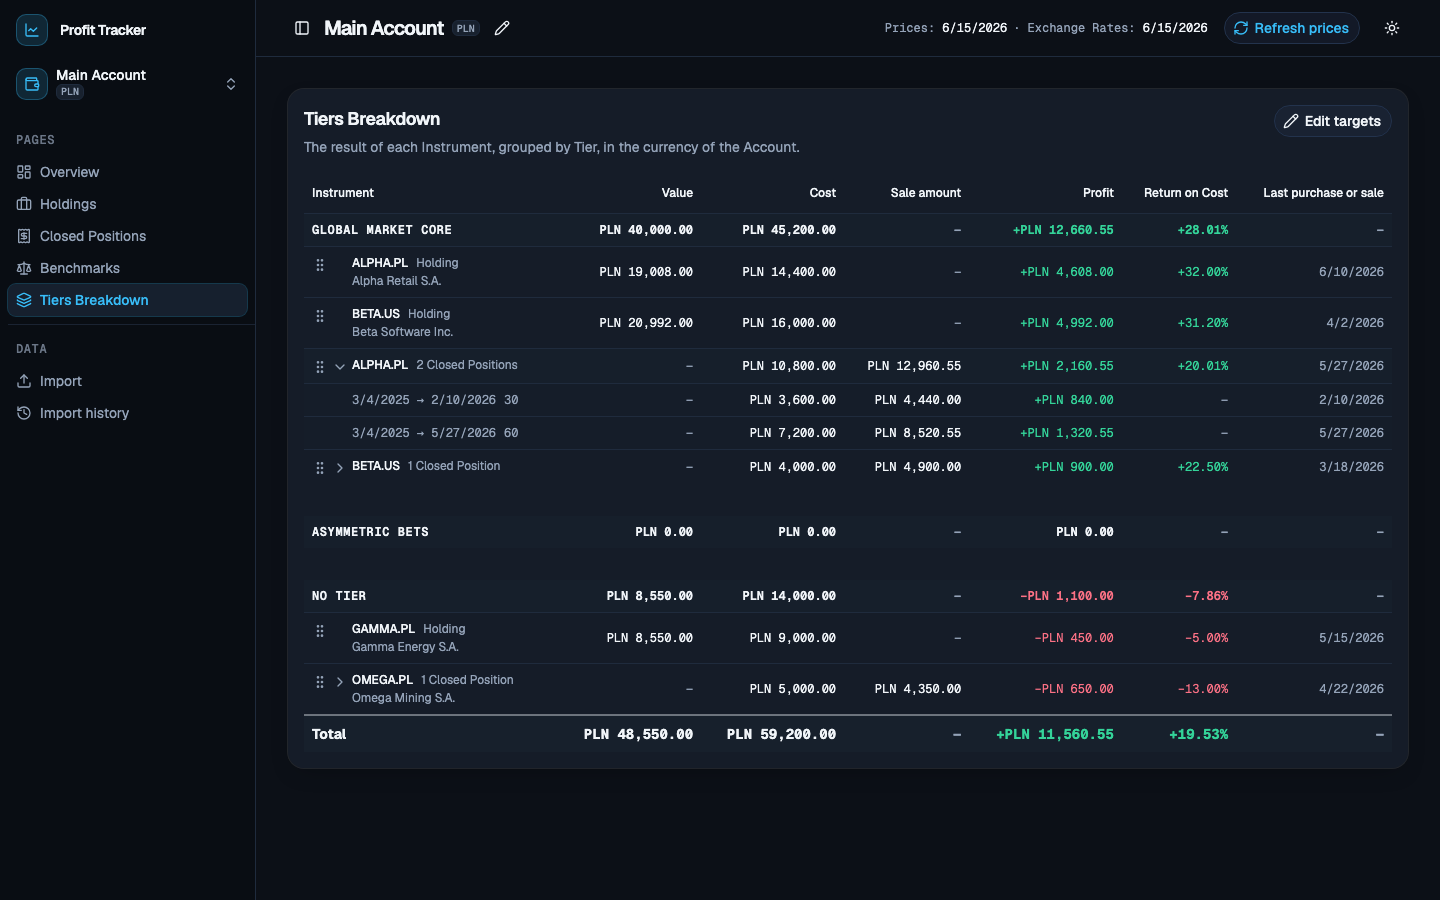 Profit Tracker
Main Account
PLN
PAGES
Overview
Holdings
Closed Positions
Benchmarks
Tiers Breakdown
DATA
Import
Import history
Main Account PLN
Prices: 6/15/2026 · Exchange Rates: 6/15/2026
Refresh prices
Tiers Breakdown
Edit targets
The result of each Instrument, grouped by Tier, in the currency of the Account.
Instrument Value Cost Sale amount Profit Return on Cost Last purchase or sale
GLOBAL MARKET CORE PLN 40,000.00 PLN 45,200.00 – +PLN 12,660.55 +28.01% –
ALPHA.PL Holding
Alpha Retail S.A.
PLN 19,008.00 PLN 14,400.00 – +PLN 4,608.00 +32.00% 6/10/2026
BETA.US Holding
Beta Software Inc.
PLN 20,992.00 PLN 16,000.00 – +PLN 4,992.00 +31.20% 4/2/2026
ALPHA.PL 2 Closed Positions – PLN 10,800.00 PLN 12,960.55 +PLN 2,160.55 +20.01% 5/27/2026
3/4/2025 → 2/10/2026 30 – PLN 3,600.00 PLN 4,440.00 +PLN 840.00 – 2/10/2026
3/4/2025 → 5/27/2026 60 – PLN 7,200.00 PLN 8,520.55 +PLN 1,320.55 – 5/27/2026
BETA.US 1 Closed Position – PLN 4,000.00 PLN 4,900.00 +PLN 900.00 +22.50% 3/18/2026
ASYMMETRIC BETS PLN 0.00 PLN 0.00 – PLN 0.00 – –
NO TIER PLN 8,550.00 PLN 14,000.00 – −PLN 1,100.00 −7.86% –
GAMMA.PL Holding
Gamma Energy S.A.
PLN 8,550.00 PLN 9,000.00 – −PLN 450.00 −5.00% 5/15/2026
OMEGA.PL 1 Closed Position
Omega Mining S.A.
– PLN 5,000.00 PLN 4,350.00 −PLN 650.00 −13.00% 4/22/2026
Total PLN 48,550.00 PLN 59,200.00 – +PLN 11,560.55 +19.53% –